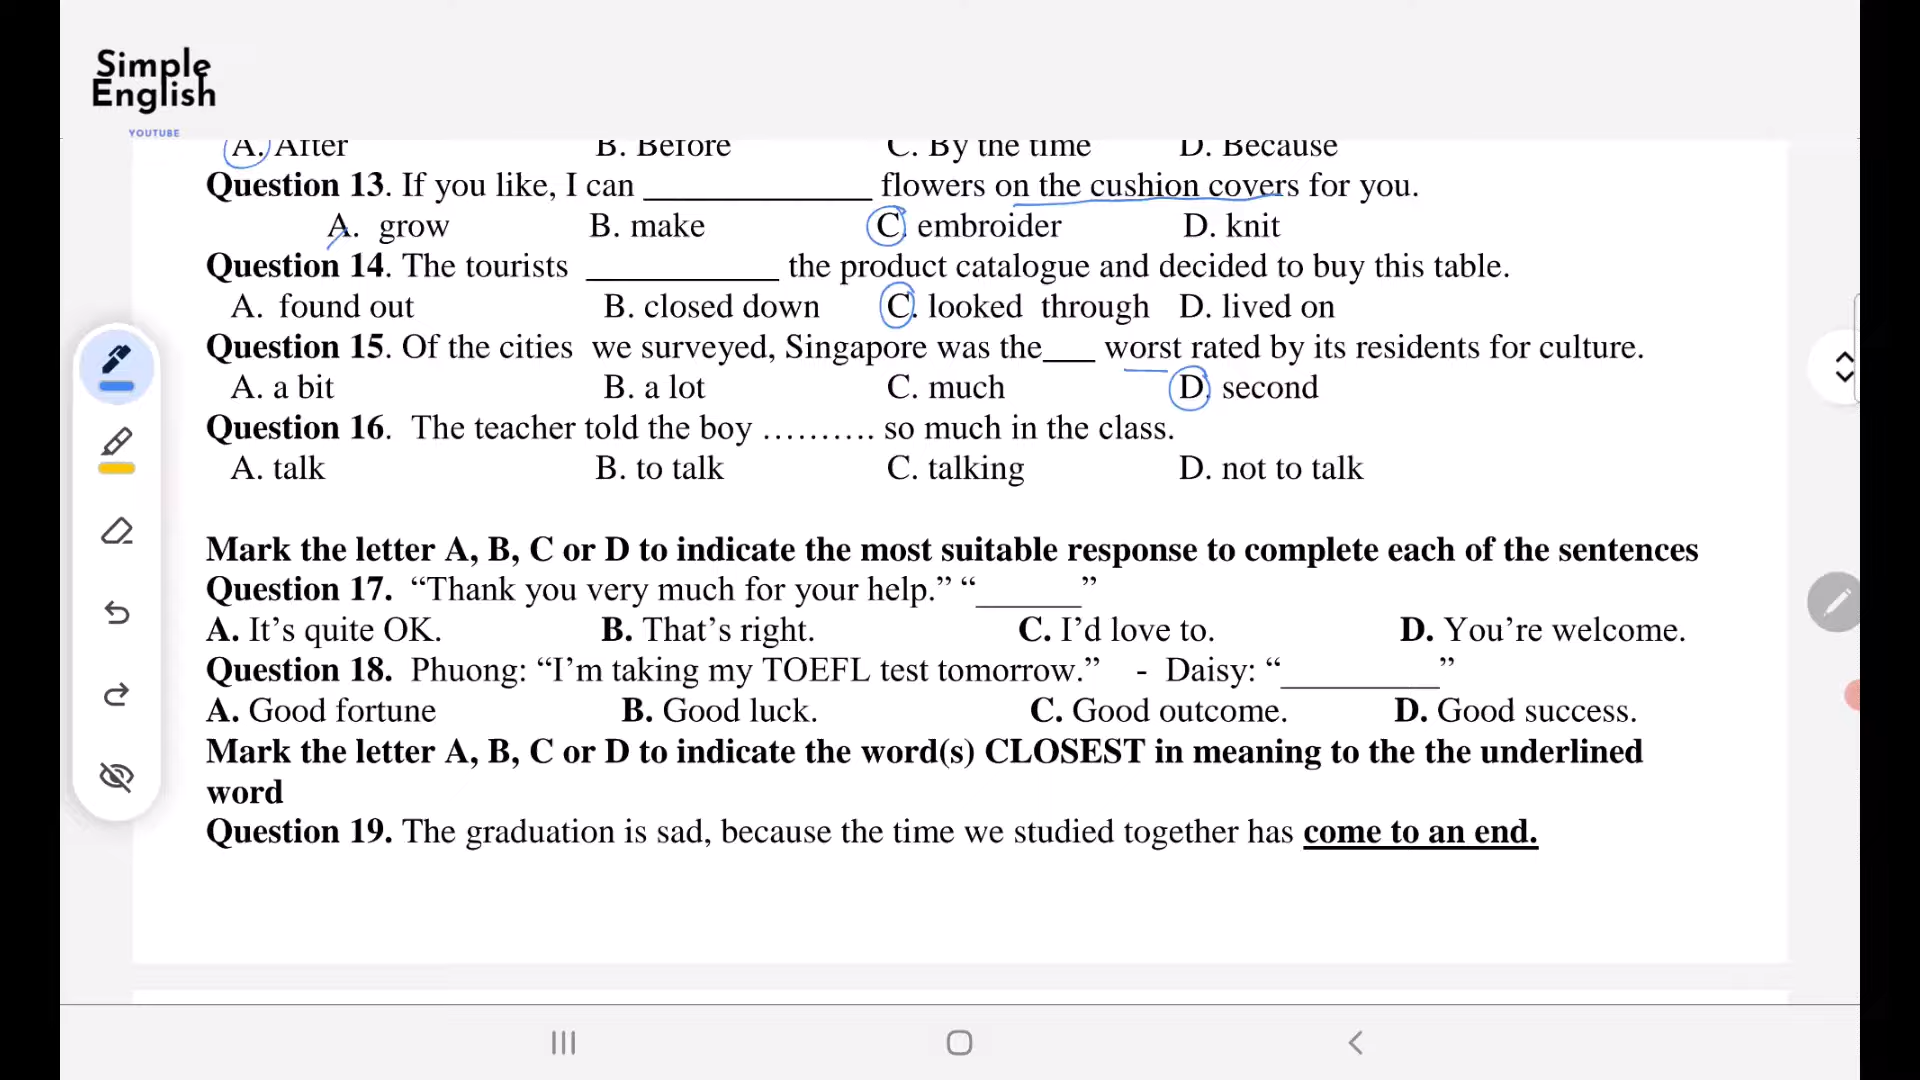 Simple
English
YOUTUBE
A. After B. Before C. By the time D. Because
Question 13. If you like, I can ______________ flowers on the cushion covers for you.
A. grow B. make C. embroider D. knit
Question 14. The tourists ____________ the product catalogue and decided to buy this table.
A. found out B. closed down C. looked through D. lived on
Question 15. Of the cities we surveyed, Singapore was the___ worst rated by its residents for culture.
A. a bit B. a lot C. much D. second
Question 16. The teacher told the boy .......... so much in the class.
A. talk B. to talk C. talking D. not to talk
Mark the letter A, B, C or D to indicate the most suitable response to complete each of the sentences
Question 17. “Thank you very much for your help.” “______”
A. It’s quite OK. B. That’s right. C. I’d love to. D. You’re welcome.
Question 18. Phuong: “I’m taking my TOEFL test tomorrow.” - Daisy: “_________”
A. Good fortune B. Good luck. C. Good outcome. D. Good success.
Mark the letter A, B, C or D to indicate the word(s) CLOSEST in meaning to the the underlined
word
Question 19. The graduation is sad, because the time we studied together has come to an end.